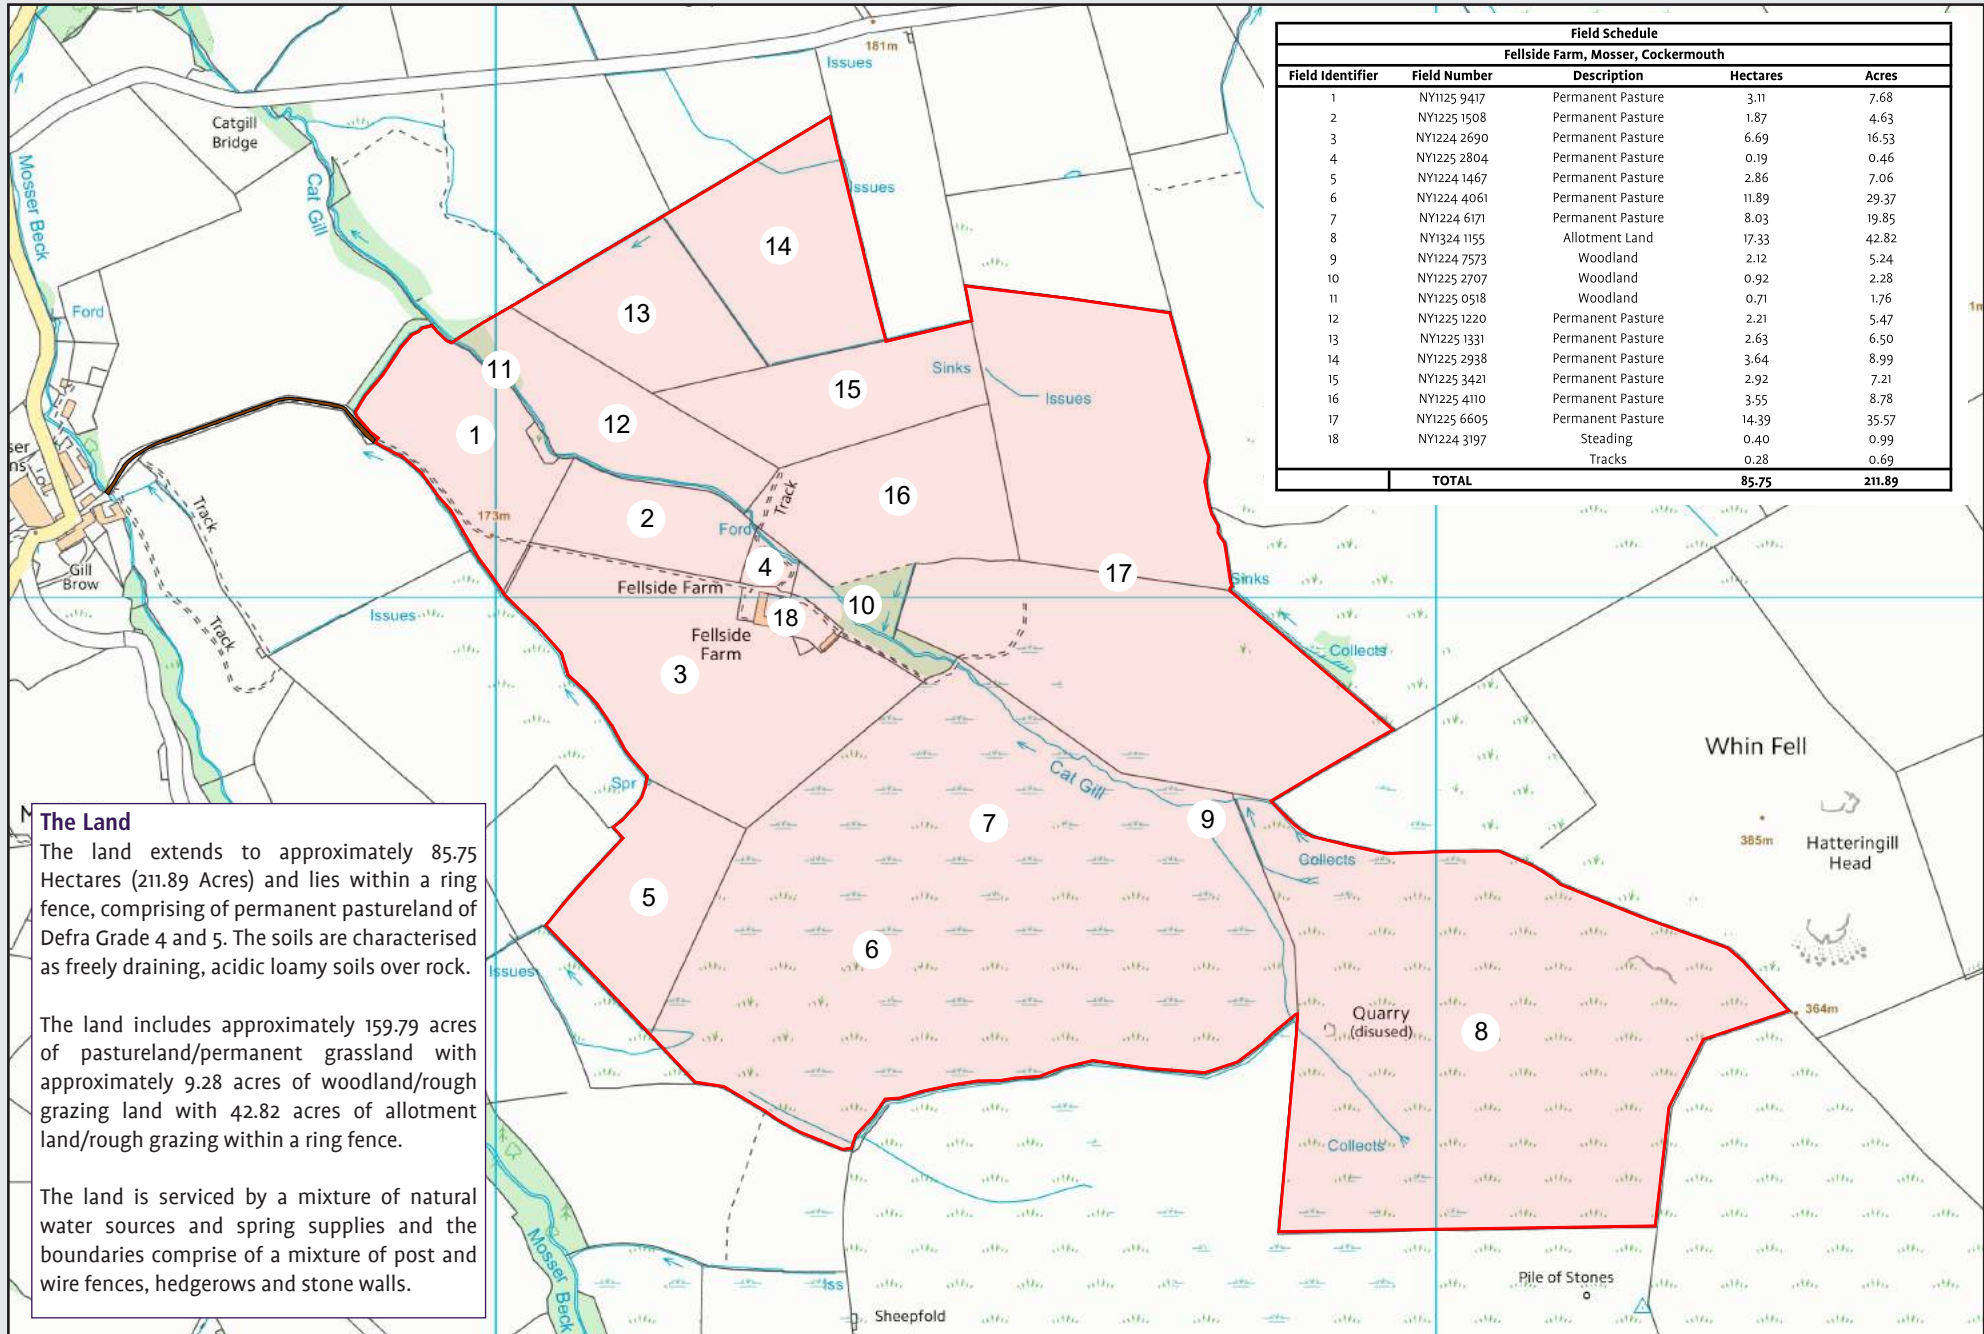 181m
Issues
Catgill
Bridge
Cat Gill
Mosser Beck
Issues
Ford
14
13
11
15
Sinks
Issues
1
12
Track
173m
2
16
Track
Ford
4
17
Sinks
Gill
Brow
Fellside Farm
10
18
Issues
Track
Fellside
Farm
Collects
3
Whin Fell
Spr
Cat Gill
7
9
385m
Hatteringill
Head
Collects
5
6
Issues
Quarry
(disused)
8
364m
Collects
Mosser Beck
Iss
Sheepfold
Pile of Stones
Field Schedule
Fellside Farm, Mosser, Cockermouth
Field Identifier Field Number Description Hectares Acres
1 NY1125 9417 Permanent Pasture 3.11 7.68
2 NY1225 1508 Permanent Pasture 1.87 4.63
3 NY1224 2690 Permanent Pasture 6.69 16.53
4 NY1225 2804 Permanent Pasture 0.19 0.46
5 NY1224 1467 Permanent Pasture 2.86 7.06
6 NY1224 4061 Permanent Pasture 11.89 29.37
7 NY1224 6171 Permanent Pasture 8.03 19.85
8 NY1324 1155 Allotment Land 17.33 42.82
9 NY1224 7573 Woodland 2.12 5.24
10 NY1225 2707 Woodland 0.92 2.28
11 NY1225 0518 Woodland 0.71 1.76
12 NY1225 1220 Permanent Pasture 2.21 5.47
13 NY1225 1331 Permanent Pasture 2.63 6.50
14 NY1225 2938 Permanent Pasture 3.64 8.99
15 NY1225 3421 Permanent Pasture 2.92 7.21
16 NY1225 4110 Permanent Pasture 3.55 8.78
17 NY1225 6605 Permanent Pasture 14.39 35.57
18 NY1224 3197 Steading 0.40 0.99
Tracks 0.28 0.69
TOTAL 85.75 211.89
The Land
The land extends to approximately 85.75
Hectares (211.89 Acres) and lies within a ring
fence, comprising of permanent pastureland of
Defra Grade 4 and 5. The soils are characterised
as freely draining, acidic loamy soils over rock.
The land includes approximately 159.79 acres
of pastureland/permanent grassland with
approximately 9.28 acres of woodland/rough
grazing land with 42.82 acres of allotment
land/rough grazing within a ring fence.
The land is serviced by a mixture of natural
water sources and spring supplies and the
boundaries comprise of a mixture of post and
wire fences, hedgerows and stone walls.